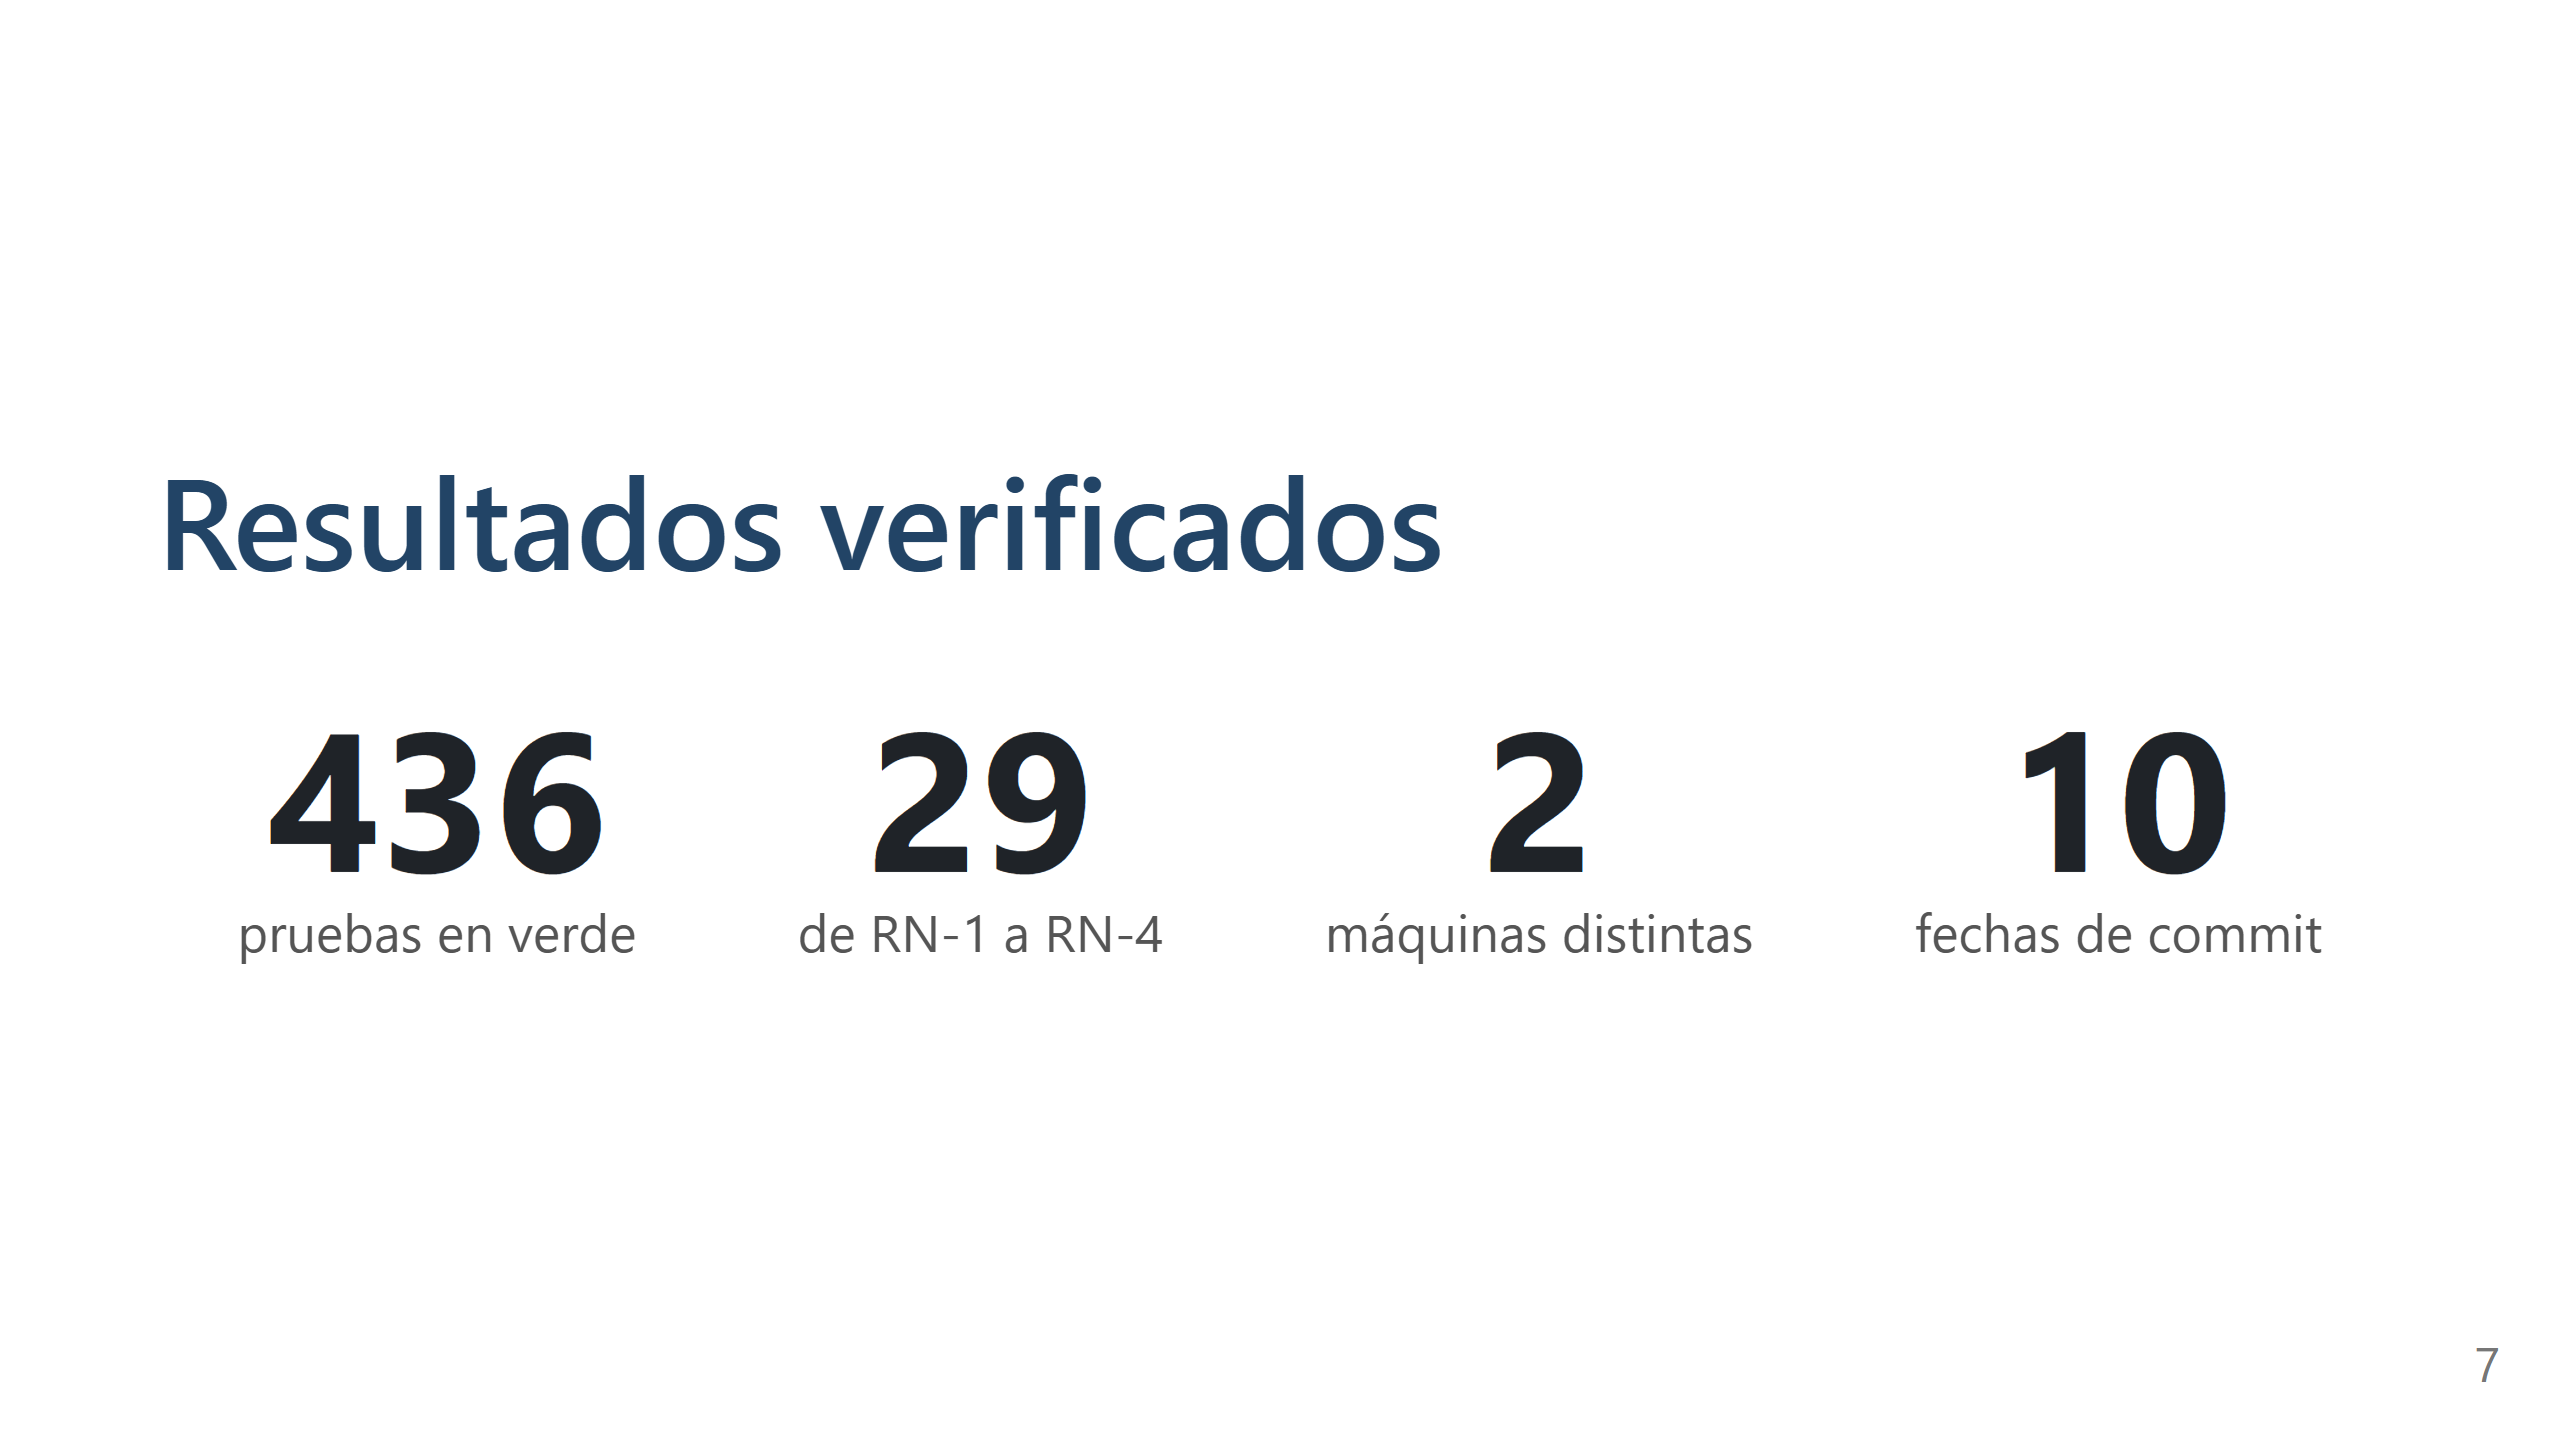 Resultados verificados
436 29 2 10
pruebas en verde de RN-1 a RN-4 máquinas distintas fechas de commit
7